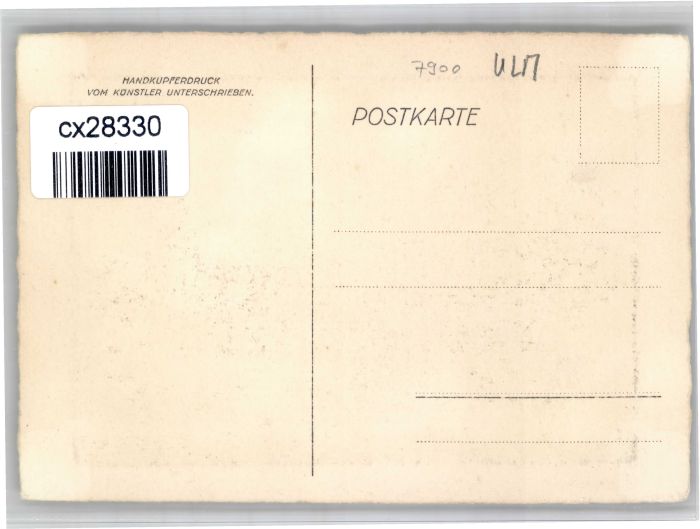 HANDKUPFERDRUCK
VOM KÜNSTLER UNTERSCHRIEBEN.
cx28330
7900 ULM
POSTKARTE